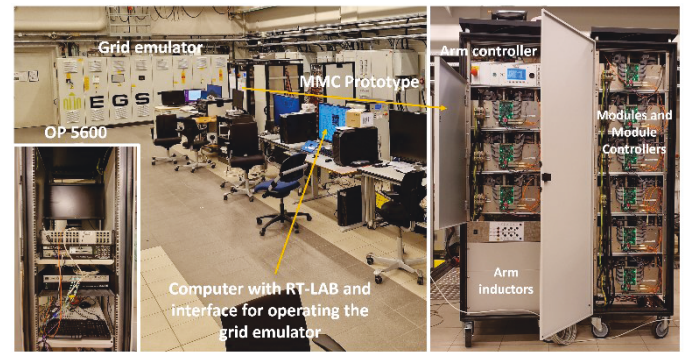 Grid emulator
EGS
MMC Prototype
OP 5600
Computer with RT-LAB and
interface for operating the
grid emulator
Arm controller
Modules and
Module
Controllers
Arm
inductors